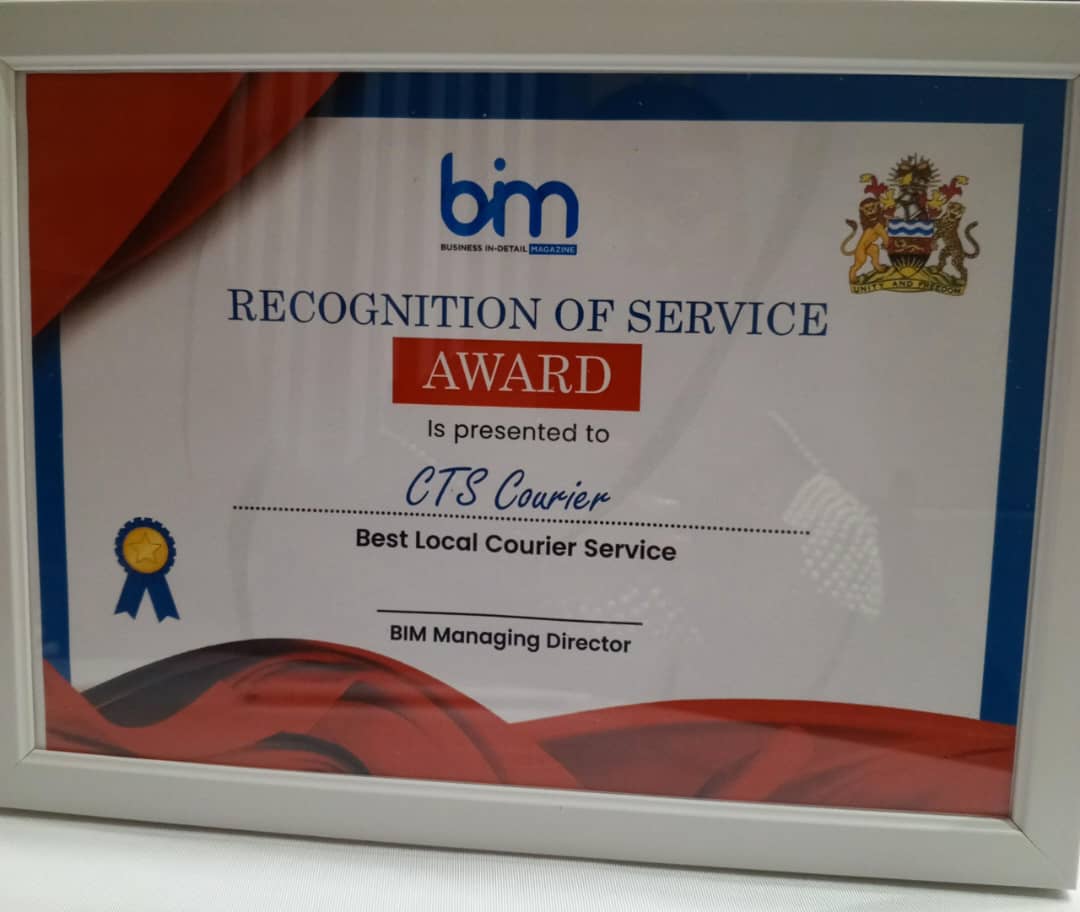 bim
BUSINESS IN-DETAIL MAGAZINE
UNITY AND FREEDOM
RECOGNITION OF SERVICE
AWARD
Is presented to
CTS Courier
Best Local Courier Service
BIM Managing Director